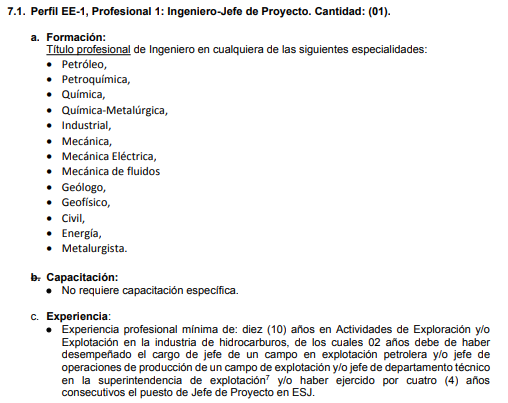 7.1. Perfil EE-1, Profesional 1: Ingeniero-Jefe de Proyecto. Cantidad: (01).
a. Formación:
Título profesional de Ingeniero en cualquiera de las siguientes especialidades:
• Petróleo,
• Petroquímica,
• Química,
• Química-Metalúrgica,
• Industrial,
• Mecánica,
• Mecánica Eléctrica,
• Mecánica de fluidos
• Geólogo,
• Geofísico,
• Civil,
• Energía,
• Metalurgista.
b. Capacitación:
• No requiere capacitación específica.
c. Experiencia:
• Experiencia profesional mínima de: diez (10) años en Actividades de Exploración y/o
Explotación en la industria de hidrocarburos, de los cuales 02 años debe de haber
desempeñado el cargo de jefe de un campo en explotación petrolera y/o jefe de
operaciones de producción de un campo de explotación y/o jefe de departamento técnico
en la superintendencia de explotación⁷ y/o haber ejercido por cuatro (4) años
consecutivos el puesto de Jefe de Proyecto en ESJ.